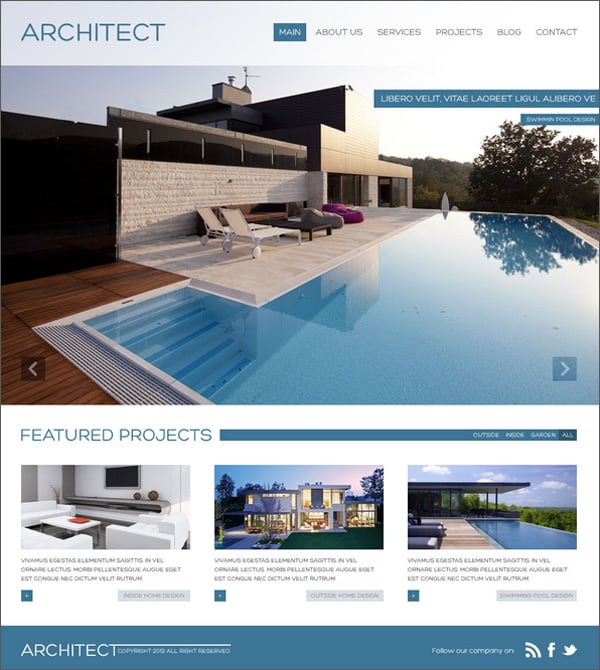 ARCHITECT
MAIN ABOUT US SERVICES PROJECTS BLOG CONTACT
LIBERO VELIT, VITAE LAOREET LIGUL ALIBERO VE
SWIMMIN POOL DESIGN
FEATURED PROJECTS
OUTSIDE INSIDE GARDEN ALL
VIVAMUS EGESTAS ELEMENTUM SAGITTIS IN VEL
ORNARE LECTUS. MORBI PELLENTESQUE AUGUE EGET
EST CONGUE NEC DICTUM VELIT RUTRUM
+ INSIDE HOME DESIGN
VIVAMUS EGESTAS ELEMENTUM SAGITTIS IN VEL
ORNARE LECTUS. MORBI PELLENTESQUE AUGUE EGET
EST CONGUE NEC DICTUM VELIT RUTRUM
+ OUTSIDE HOME DESIGN
VIVAMUS EGESTAS ELEMENTUM SAGITTIS IN VEL
ORNARE LECTUS. MORBI PELLENTESQUE AUGUE EGET
EST CONGUE NEC DICTUM VELIT RUTRUM
+ SWIMMING POOL DESIGN
ARCHITECT COPYRIGHT 2012 ALL RIGHT RESERVED
Follow our company on: